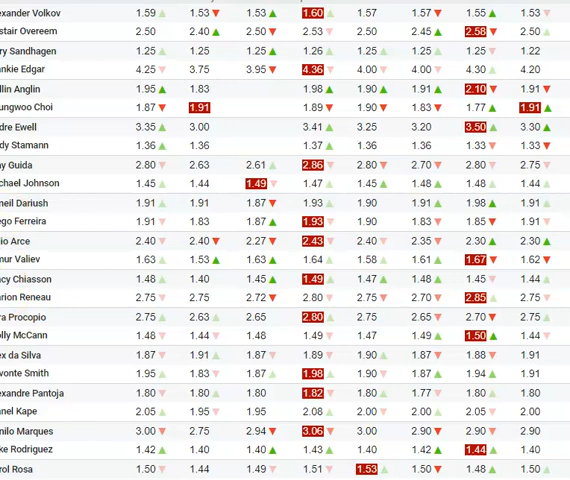 exander Volkov 1.59 1.53 1.53 1.60 1.57 1.57 1.55 1.53
stair Overeem 2.50 2.40 2.50 2.53 2.50 2.45 2.58 2.50
ry Sandhagen 1.25 1.25 1.25 1.26 1.25 1.25 1.25 1.22
nkie Edgar 4.25 3.75 3.95 4.36 4.00 4.00 4.30 4.20
llin Anglin 1.95 1.83 1.98 1.90 1.91 2.10 1.91
ungwoo Choi 1.87 1.91 1.89 1.90 1.83 1.77 1.91
dre Ewell 3.35 3.00 3.41 3.25 3.20 3.50 3.30
dy Stamann 1.36 1.36 1.37 1.36 1.36 1.33 1.33
ay Guida 2.80 2.63 2.61 2.86 2.80 2.70 2.80 2.75
chael Johnson 1.45 1.44 1.49 1.47 1.45 1.48 1.48 1.44
neil Dariush 1.91 1.91 1.87 1.93 1.90 1.91 1.98 1.91
ego Ferreira 1.91 1.83 1.87 1.93 1.90 1.83 1.85 1.91
lio Arce 2.40 2.40 2.27 2.43 2.40 2.35 2.30 2.30
mur Valiev 1.63 1.53 1.63 1.64 1.58 1.61 1.67 1.62
acy Chiasson 1.48 1.40 1.45 1.49 1.47 1.48 1.45 1.44
arion Reneau 2.75 2.75 2.72 2.80 2.75 2.70 2.85 2.75
ra Procopio 2.75 2.63 2.65 2.80 2.75 2.65 2.70 2.75
olly McCann 1.48 1.44 1.48 1.49 1.47 1.49 1.50 1.44
ex da Silva 1.87 1.91 1.87 1.89 1.90 1.87 1.88 1.91
vonte Smith 1.95 1.83 1.87 1.98 1.90 1.87 1.94 1.91
exandre Pantoja 1.80 1.80 1.80 1.82 1.80 1.77 1.80 1.80
nel Kape 2.05 1.95 1.95 2.08 2.00 2.00 2.05 2.00
nilo Marques 3.00 2.75 2.94 3.06 3.00 2.90 2.90 2.90
ke Rodriguez 1.42 1.40 1.40 1.43 1.40 1.42 1.44 1.40
rol Rosa 1.50 1.44 1.49 1.51 1.53 1.50 1.48 1.50